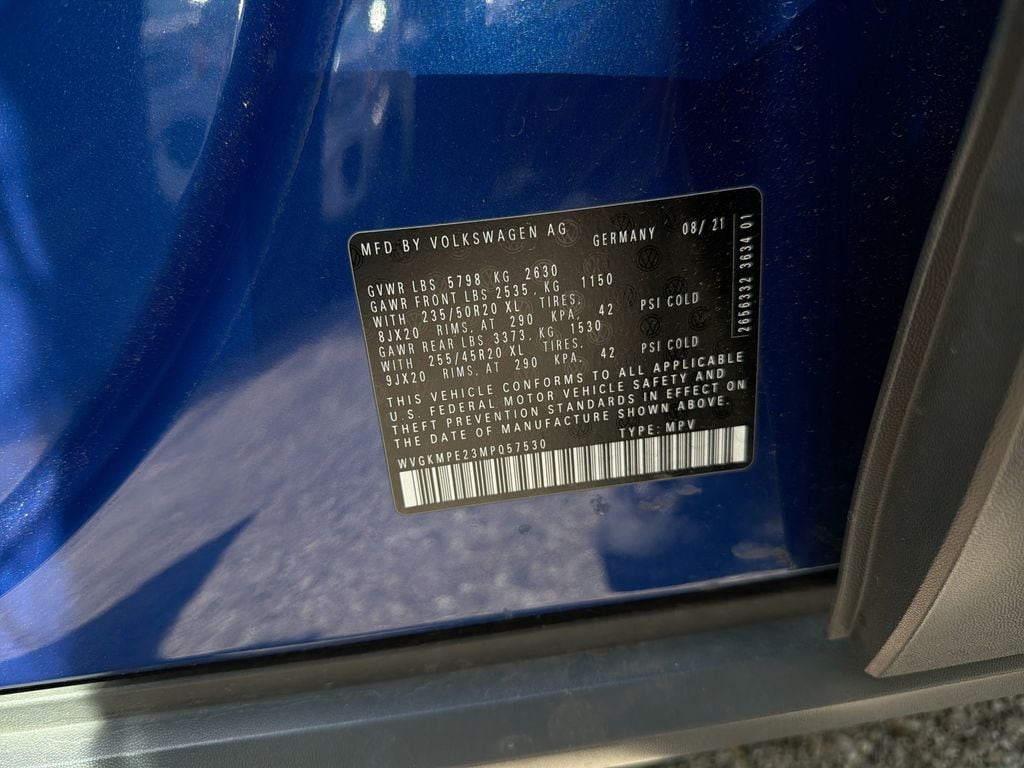 MFD BY VOLKSWAGEN AG GERMANY 08/ 21
GVWR LBS 5798 KG 2630
GAWR FRONT LBS 2535, KG 1150
WITH 235/50R20 XL TIRES,
8JX20 RIMS, AT 290 KPA, 42 PSI COLD
GAWR REAR LBS 3373, KG 1530
WITH 255/45R20 XL TIRES,
9JX20 RIMS, AT 290 KPA, 42 PSI COLD
THIS VEHICLE CONFORMS TO ALL APPLICABLE
U.S. FEDERAL MOTOR VEHICLE SAFETY AND
THEFT PREVENTION STANDARDS IN EFFECT ON
THE DATE OF MANUFACTURE SHOWN ABOVE.
WVGKMPE23MP057530 TYPE: MPV
2656332 3634 01